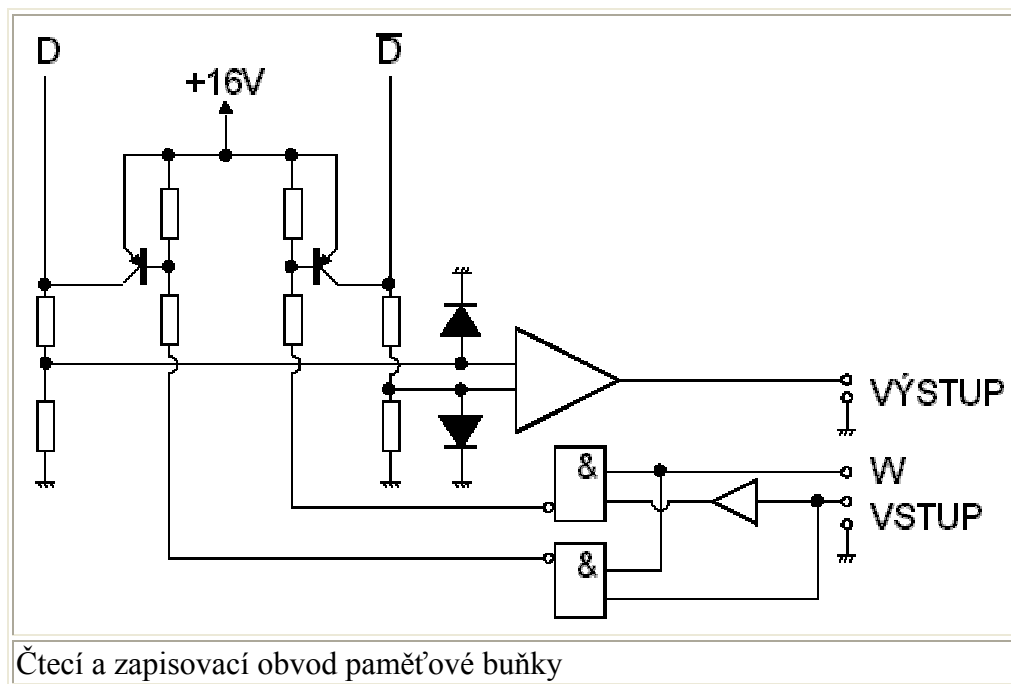 D
D̅
+16V
VÝSTUP
&
W
VSTUP
&
Čtecí a zapisovací obvod paměťové buňky